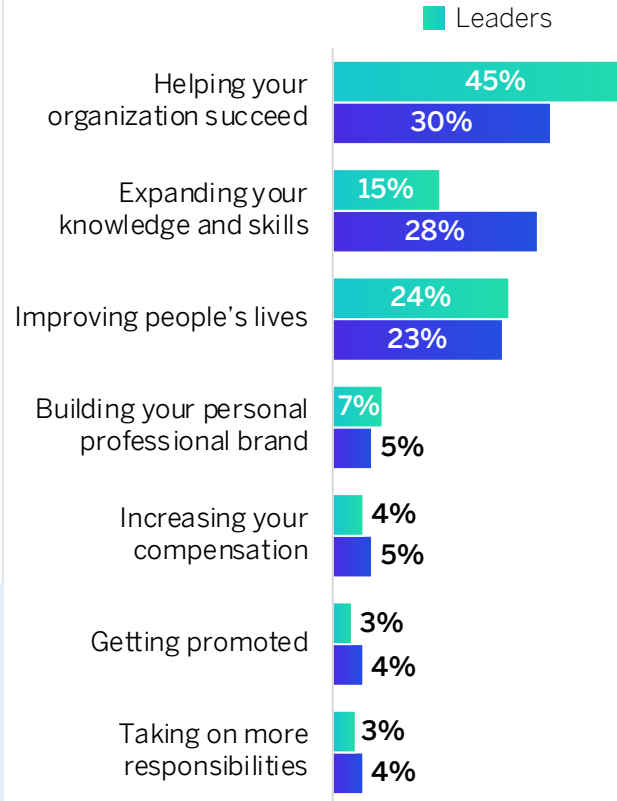 Leaders
Helping your
organization succeed
45%
30%
Expanding your
knowledge and skills
15%
28%
Improving people’s lives
24%
23%
Building your personal
professional brand
7%
5%
Increasing your
compensation
4%
5%
Getting promoted
3%
4%
Taking on more
responsibilities
3%
4%